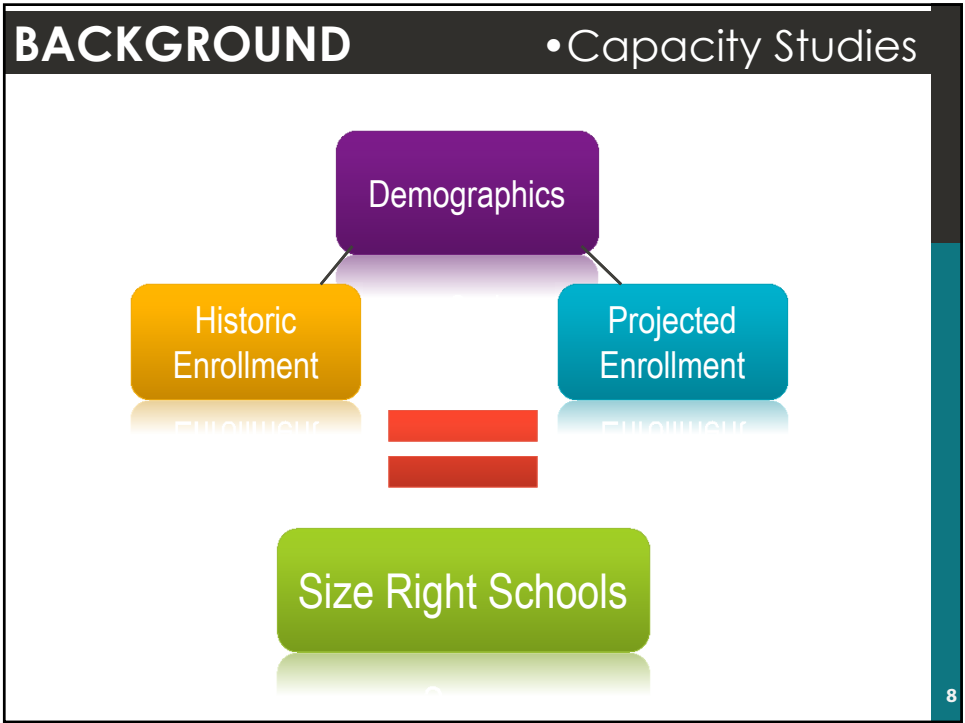 BACKGROUND
•Capacity Studies
Demographics
Historic
Enrollment
Projected
Enrollment
Size Right Schools
8